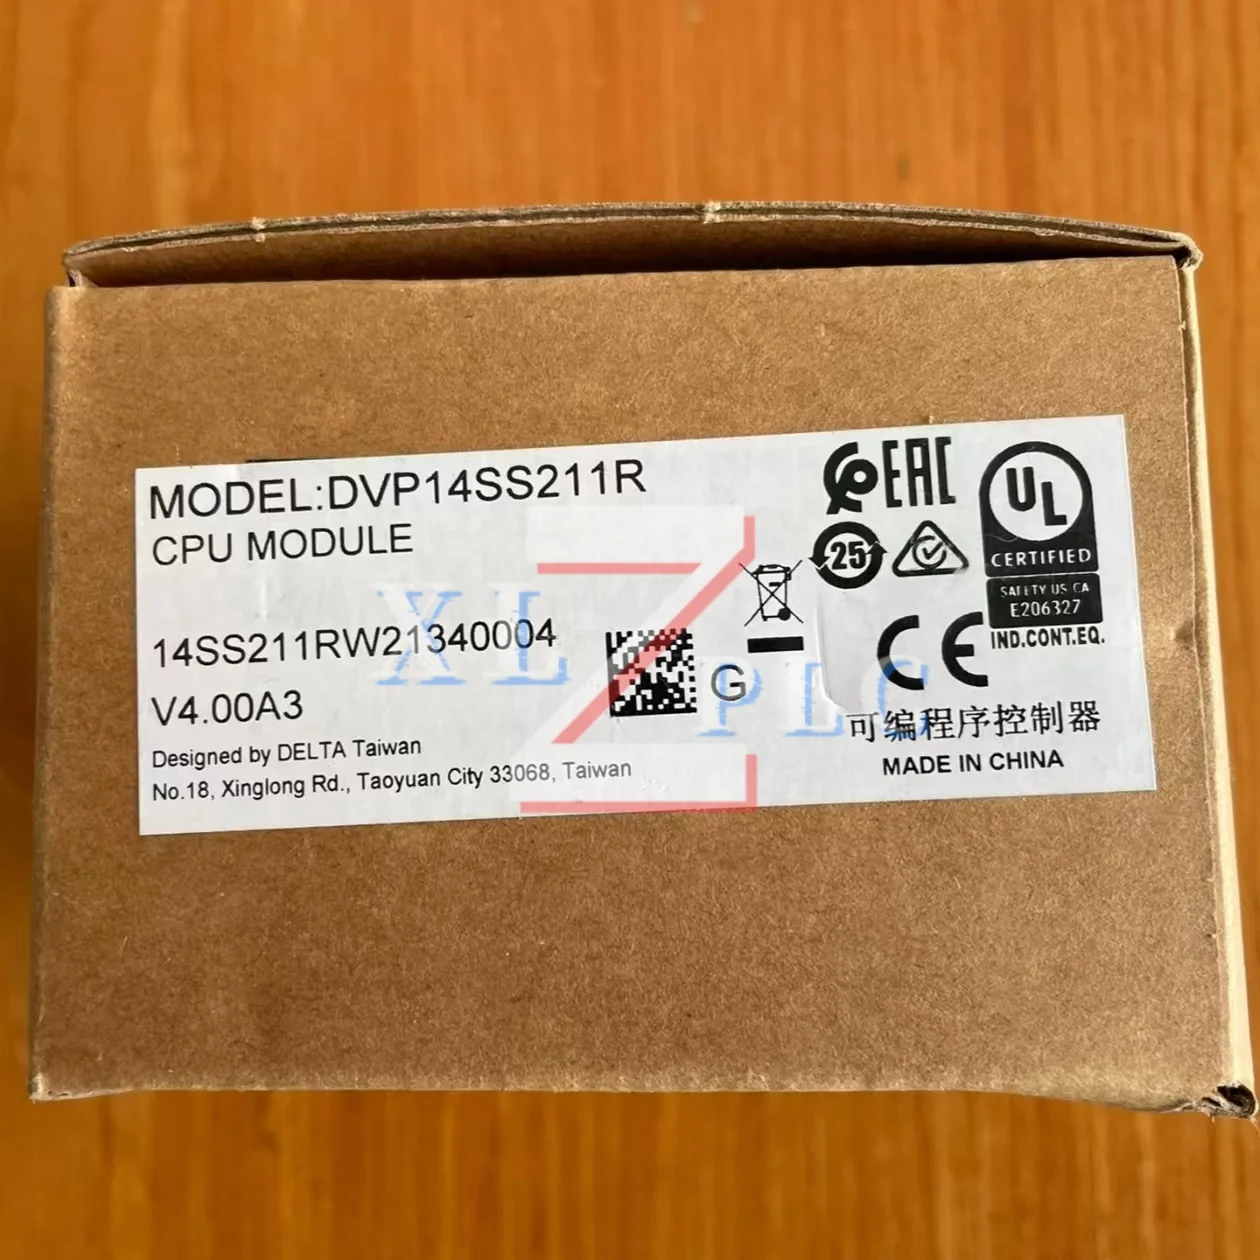 MODEL:DVP14SS211R
CPU MODULE
14SS211RW21340004
V4.00A3
Designed by DELTA Taiwan
No.18, Xinglong Rd., Taoyuan City 33068, Taiwan
G
25
EAC
UL
CERTIFIED
SAFETY US CA
E206327
IND.CONT.EQ.
CE
可编程序控制器
MADE IN CHINA
XLZPLC